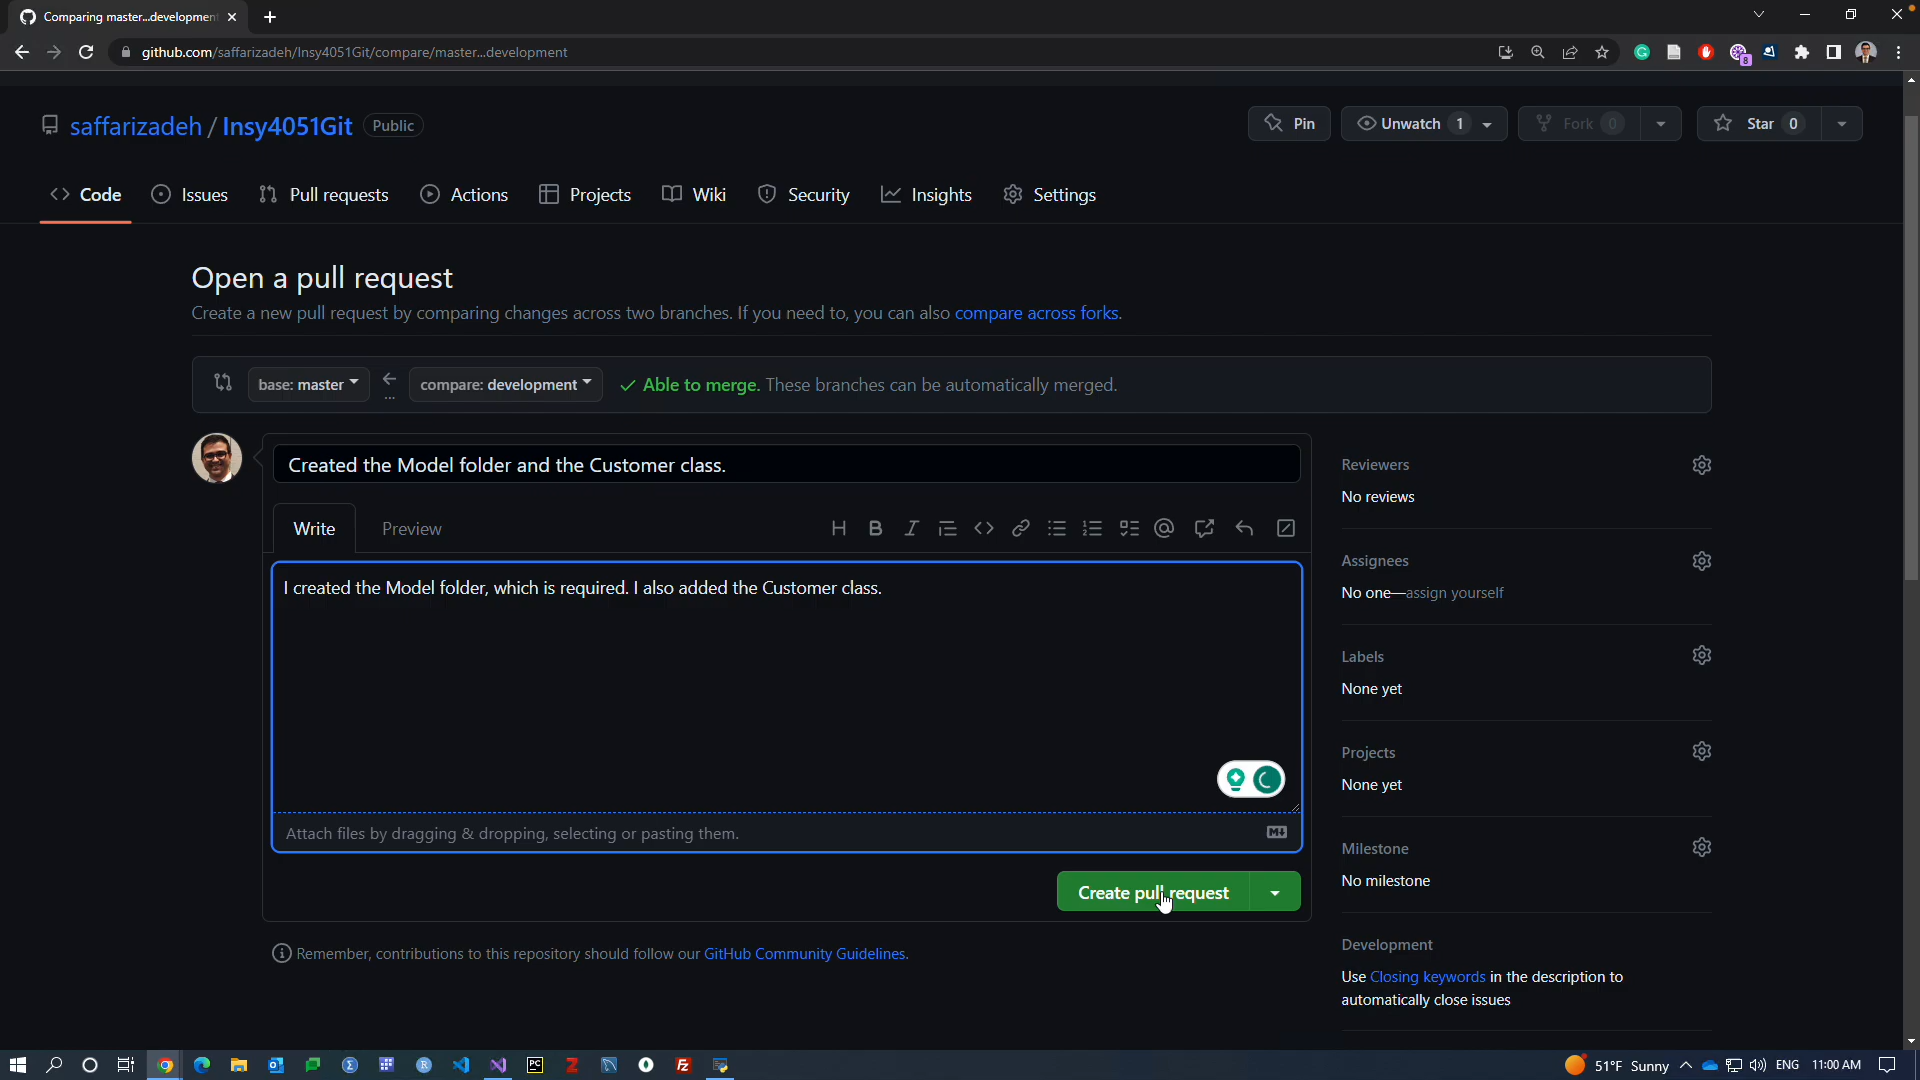 Comparing master...development
github.com/saffarizadeh/Insy4051Git/compare/master...development
8
saffarizadeh / Insy4051Git Public
Pin
Unwatch 1
Fork 0
Star 0
Code
Issues
Pull requests
Actions
Projects
Wiki
Security
Insights
Settings
Open a pull request
Create a new pull request by comparing changes across two branches. If you need to, you can also compare across forks.
base: master
...
compare: development
Able to merge. These branches can be automatically merged.
Created the Model folder and the Customer class.
Write
Preview
I created the Model folder, which is required. I also added the Customer class.
Attach files by dragging & dropping, selecting or pasting them.
Create pull request
Remember, contributions to this repository should follow our GitHub Community Guidelines.
Reviewers
No reviews
Assignees
No one—assign yourself
Labels
None yet
Projects
None yet
Milestone
No milestone
Development
Use Closing keywords in the description to
automatically close issues
51°F Sunny
ENG
11:00 AM